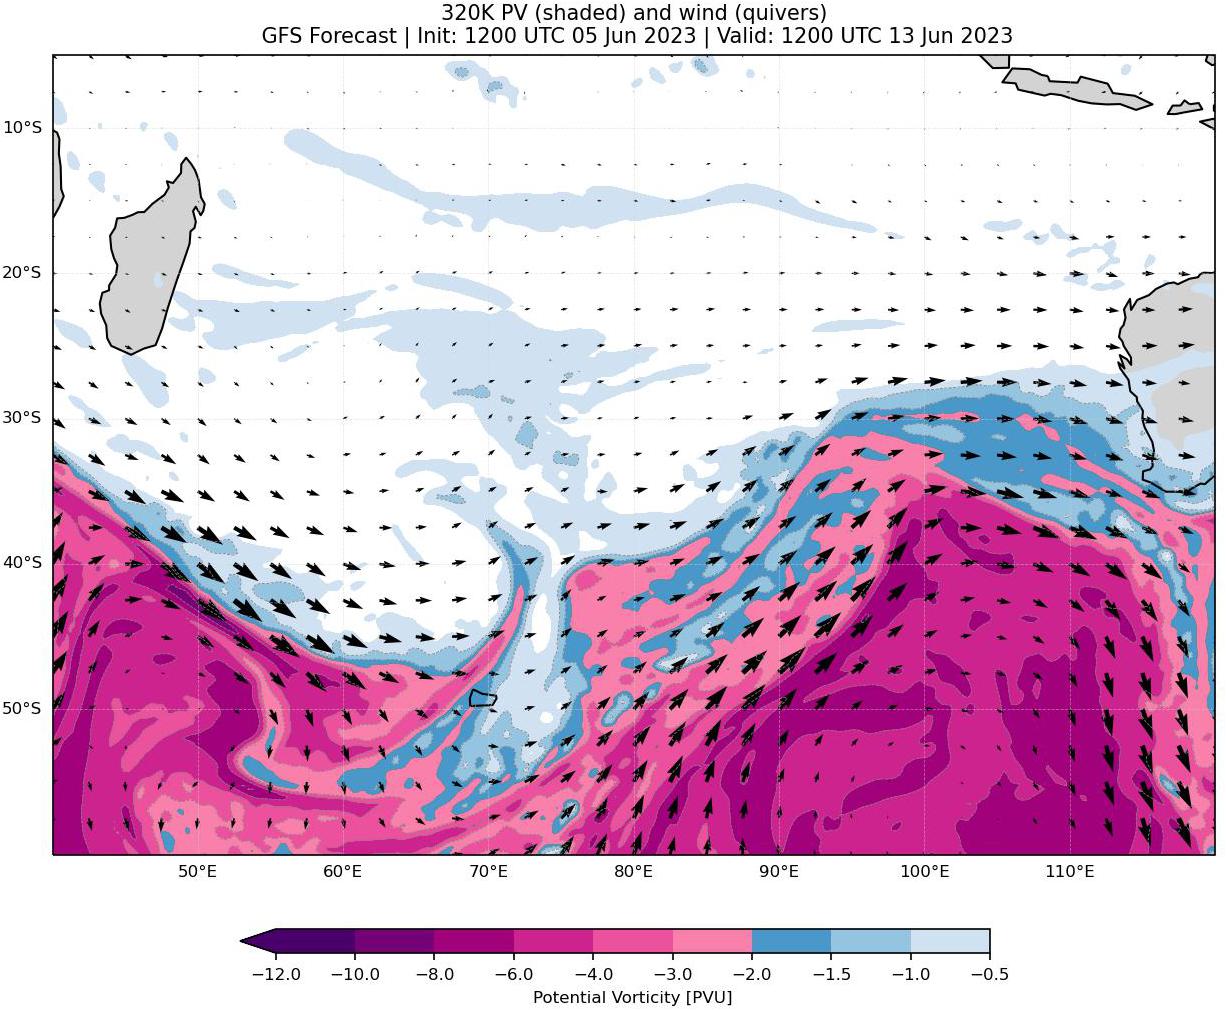 320K PV (shaded) and wind (quivers)
GFS Forecast | Init: 1200 UTC 05 Jun 2023 | Valid: 1200 UTC 13 Jun 2023
10°S
20°S
30°S
40°S
50°S
50°E 60°E 70°E 80°E 90°E 100°E 110°E
−12.0 −10.0 −8.0 −6.0 −4.0 −3.0 −2.0 −1.5 −1.0 −0.5
Potential Vorticity [PVU]